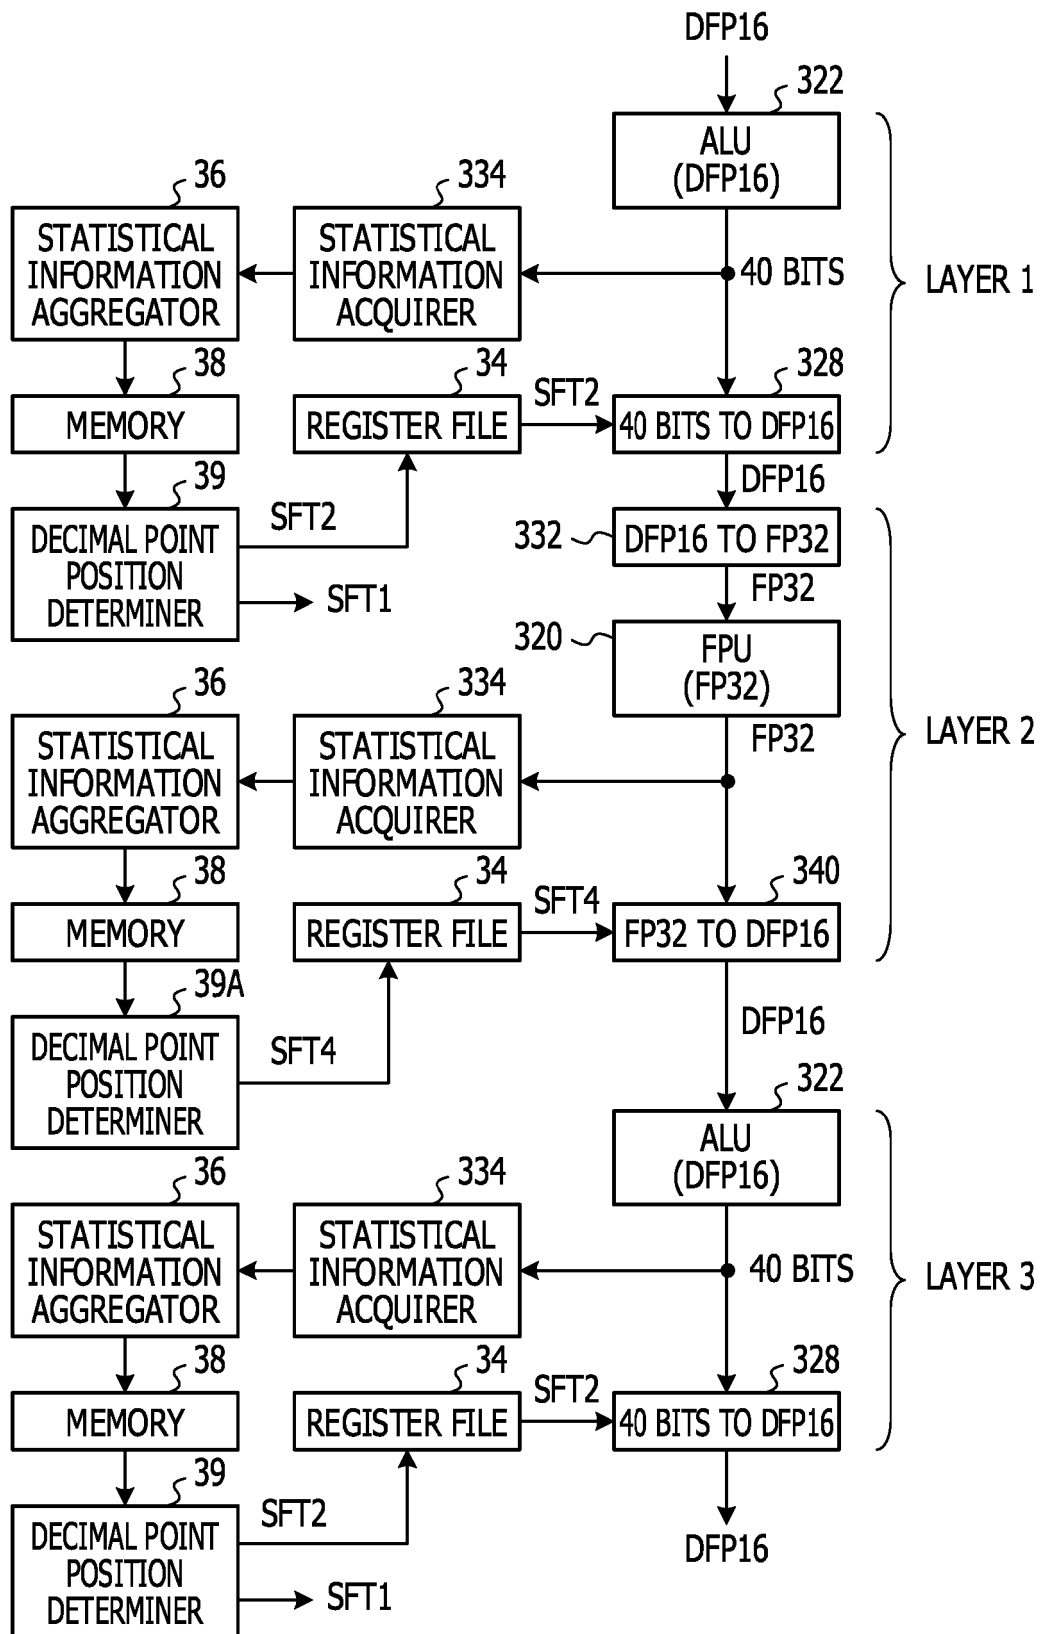 DFP16
322
ALU
(DFP16)
36
334
STATISTICAL
INFORMATION
AGGREGATOR
STATISTICAL
INFORMATION
ACQUIRER
40 BITS
LAYER 1
38
34
SFT2
328
MEMORY
REGISTER FILE
40 BITS TO DFP16
39
SFT2
DFP16
DECIMAL POINT
POSITION
DETERMINER
SFT1
332
DFP16 TO FP32
FP32
320
FPU
(FP32)
36
334
FP32
STATISTICAL
INFORMATION
AGGREGATOR
STATISTICAL
INFORMATION
ACQUIRER
LAYER 2
38
34
SFT4
340
MEMORY
REGISTER FILE
FP32 TO DFP16
39A
SFT4
DFP16
DECIMAL POINT
POSITION
DETERMINER
322
ALU
(DFP16)
36
334
STATISTICAL
INFORMATION
AGGREGATOR
STATISTICAL
INFORMATION
ACQUIRER
40 BITS
LAYER 3
38
34
SFT2
328
MEMORY
REGISTER FILE
40 BITS TO DFP16
39
SFT2
DECIMAL POINT
POSITION
DETERMINER
SFT1
DFP16